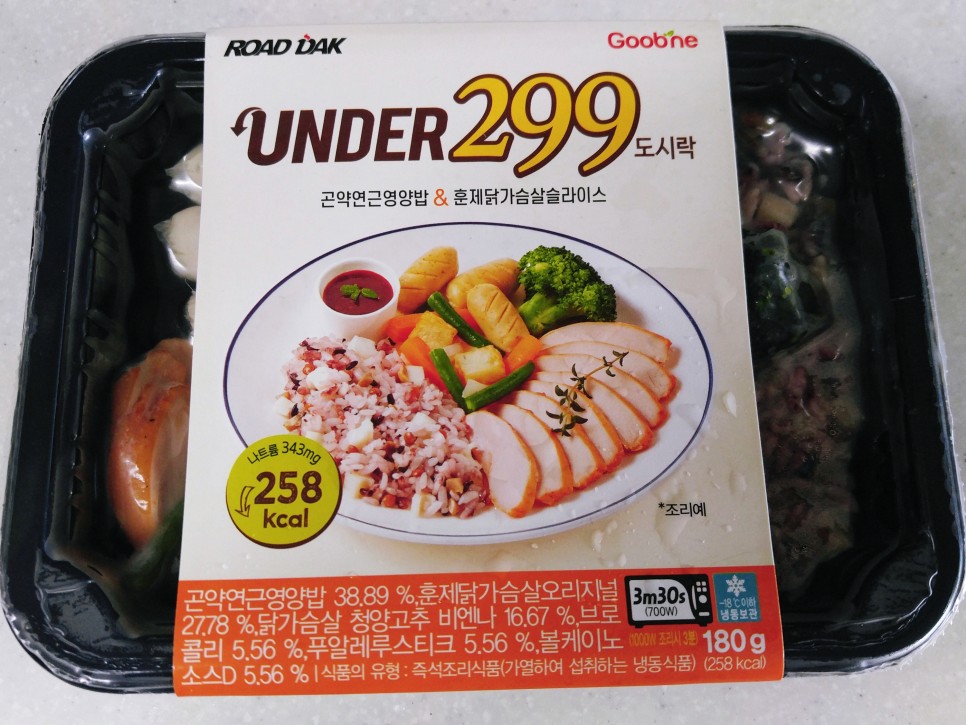 ROAD DAK
Goobne
UNDER 299 도시락
곤약연근영양밥 & 훈제닭가슴살슬라이스
나트륨 343mg
258
kcal
*조리예
곤약연근영양밥 38,89 %,훈제닭가슴살오리지널
2778 %,닭가슴살 청양고추 비엔나 16.67 %,브로
콜리 5.56 %,푸알레루스티크 5.56 %,볼케이노
소스D 5,56 % | 식품의 유형 : 즉석조리식품(가열하여 섭취하는 냉동식품)
3m30s
(700W)
(1000W 조리시 3분)
-18℃이하
냉동보관
180g
(258 kcal)